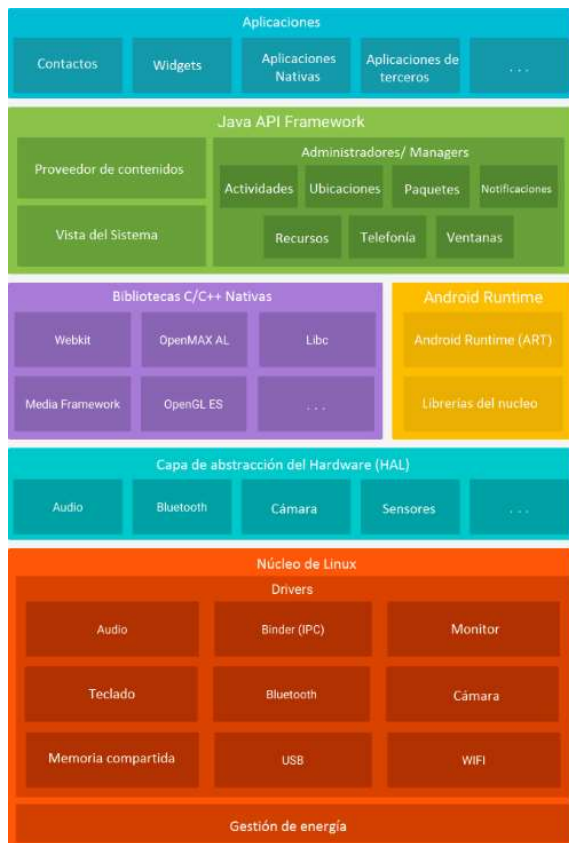 Aplicaciones
Contactos
Widgets
Aplicaciones
Nativas
Aplicaciones de
terceros
. . .
Java API Framework
Proveedor de contenidos
Vista del Sistema
Administradores/ Managers
Actividades
Ubicaciones
Paquetes
Notificaciones
Recursos
Telefonía
Ventanas
Bibliotecas C/C++ Nativas
Webkit
OpenMAX AL
Libc
Media Framework
OpenGL ES
. . .
Android Runtime
Android Runtime (ART)
Librerías del nucleo
Capa de abstracción del Hardware (HAL)
Audio
Bluetooth
Cámara
Sensores
. . .
Núcleo de Linux
Drivers
Audio
Binder (IPC)
Monitor
Teclado
Bluetooth
Cámara
Memoria compartida
USB
WIFI
Gestión de energía